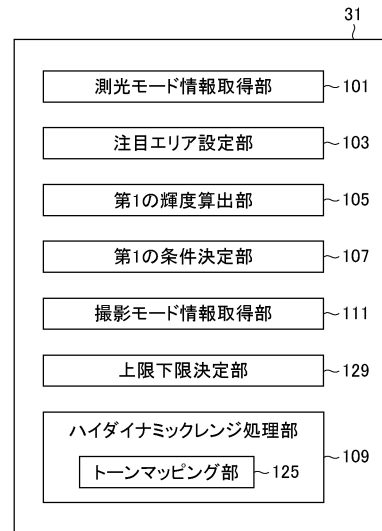 31
測光モード情報取得部 101
注目エリア設定部 103
第1の輝度算出部 105
第1の条件決定部 107
撮影モード情報取得部 111
上限下限決定部 129
ハイダイナミックレンジ処理部 109
トーンマッピング部 125